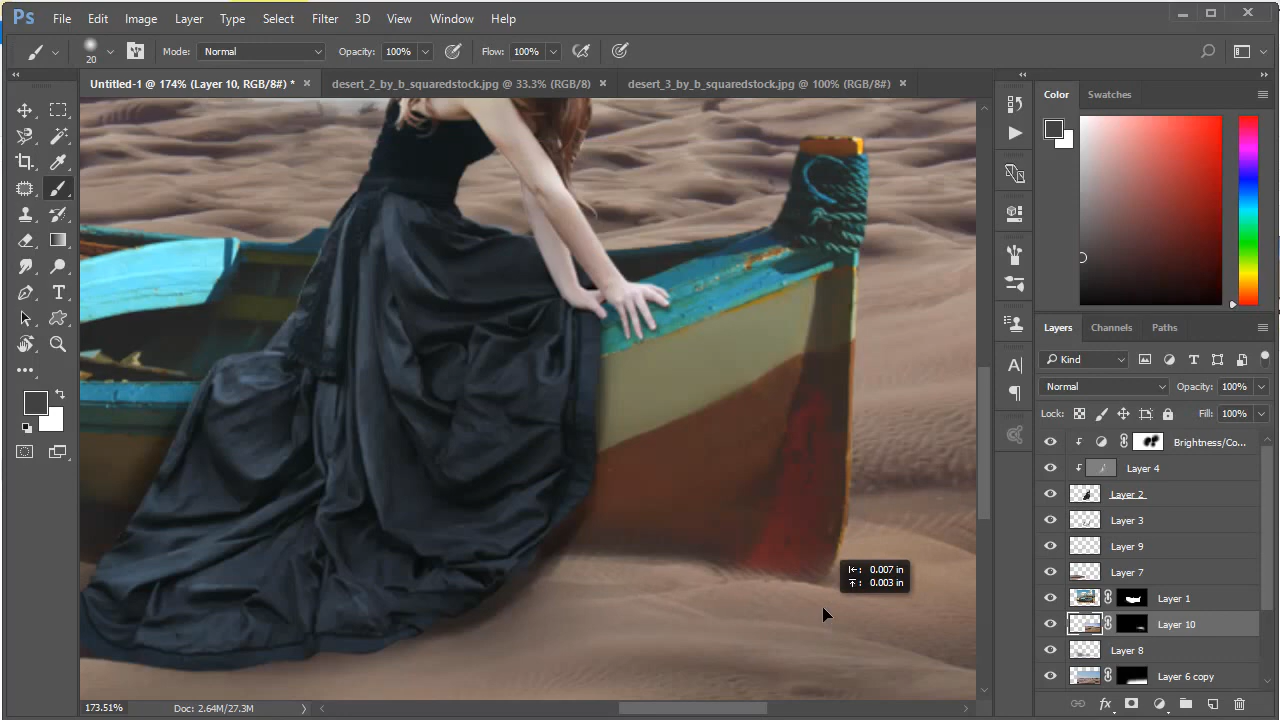 Ps File Edit Image Layer Type Select Filter 3D View Window Help
20 Mode: Normal Opacity: 100% Flow: 100%
Untitled-1 @ 174% (Layer 10, RGB/8#) * × desert_2_by_b_squaredstock.jpg @ 33.3% (RGB/8) × desert_3_by_b_squaredstock.jpg @ 100% (RGB/8#) ×
Color Swatches
Layers Channels Paths
Kind
Normal Opacity: 100%
Lock: Fill: 100%
Brightness/Co...
Layer 4
Layer 2
Layer 3
Layer 9
Layer 7
Layer 1
Layer 10
Layer 8
Layer 6 copy
0.007 in
0.003 in
173.51% Doc: 2.64M/27.3M